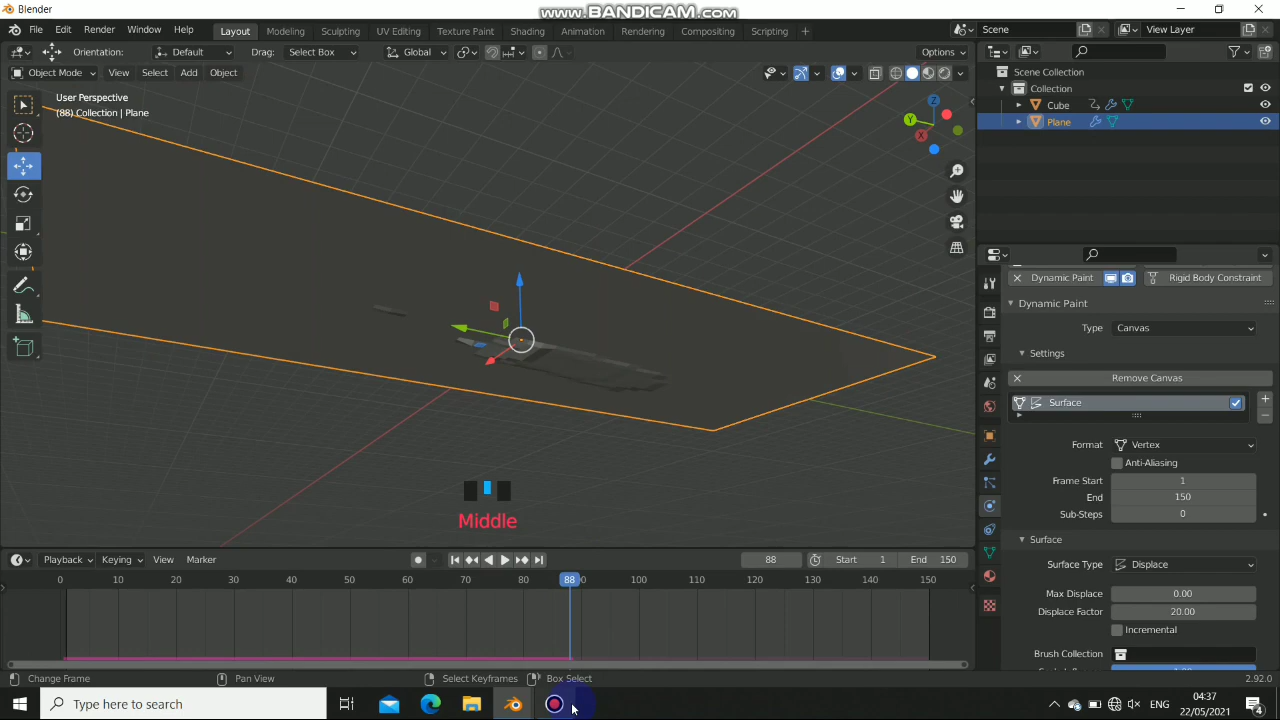 Blender
www.BANDICAM.com
File Edit Render Window Help Layout Modeling Sculpting UV Editing Texture Paint Shading Animation Rendering Compositing Scripting + Scene View Layer
Orientation: Default Drag: Select Box Global Options
Object Mode View Select Add Object
User Perspective
(88) Collection | Plane
Z
Y
X
Middle
Scene Collection
Collection
Cube
Plane
Dynamic Paint Rigid Body Constraint
Dynamic Paint
Type Canvas
Settings
Remove Canvas
Surface
Format Vertex
Anti-Aliasing
Frame Start 1
End 150
Sub-Steps 0
Surface
Surface Type Displace
Max Displace 0.00
Displace Factor 20.00
Incremental
Brush Collection
Playback Keying View Marker 88 Start 1 End 150
0 10 20 30 40 50 60 70 80 88 90 100 110 120 130 140 150
Change Frame Pan View Select Keyframes Box Select 2.92.0
Type here to search ENG 04:37
22/05/2021 4